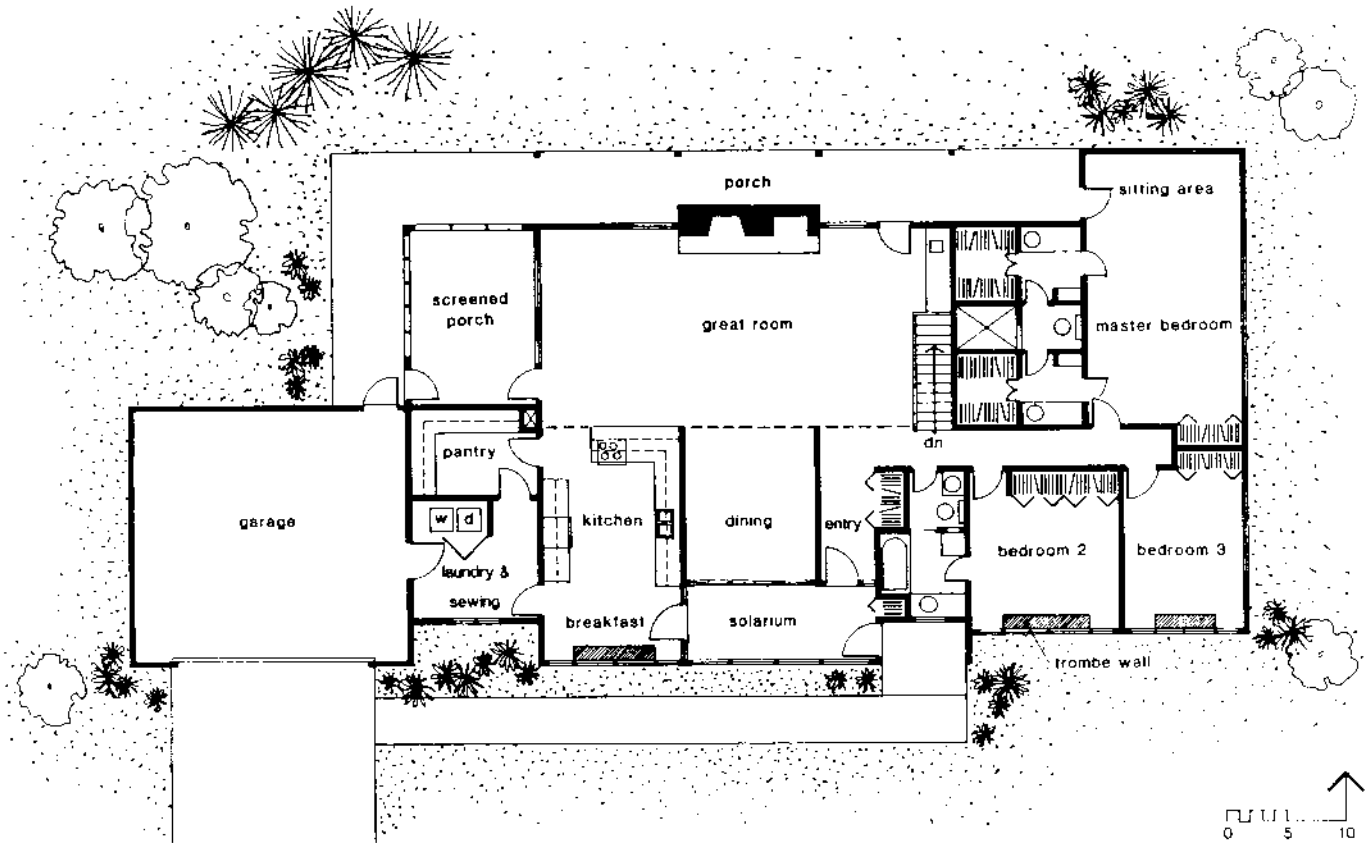 porch
sitting area
screened
porch
great room
master bedroom
dn
pantry
garage
w d
kitchen
dining
entry
bedroom 2
bedroom 3
laundry &
sewing
breakfast
solarium
trombe wall
0 5 10